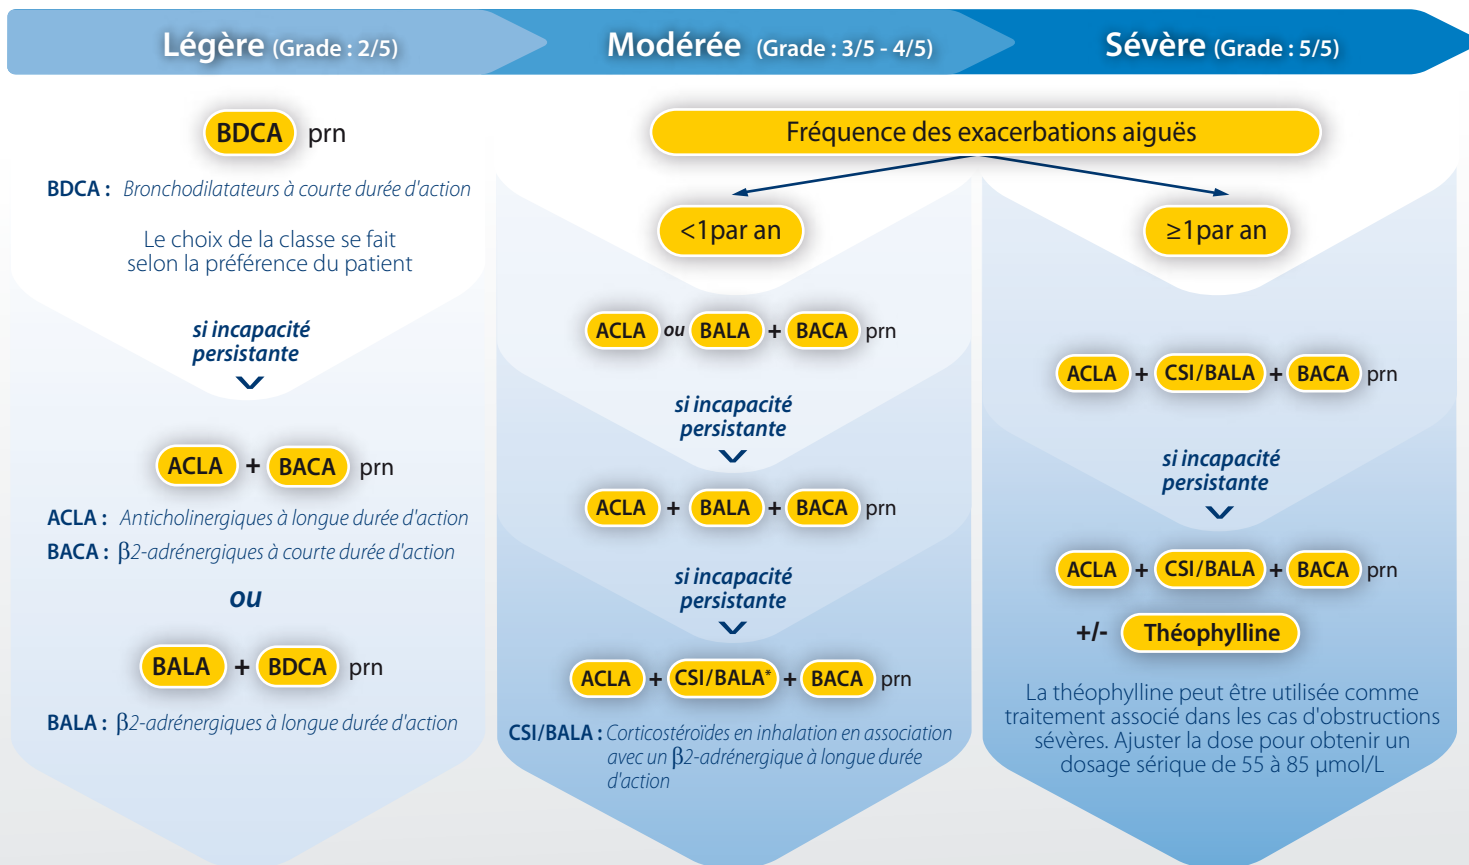 Légère (Grade : 2/5)
Modérée (Grade : 3/5 - 4/5)
Sévère (Grade : 5/5)
BDCA prn
BDCA : Bronchodilatateurs à courte durée d'action
Le choix de la classe se fait
selon la préférence du patient
si incapacité
persistante
ACLA + BACA prn
ACLA : Anticholinergiques à longue durée d'action
BACA : β2-adrénergiques à courte durée d'action
ou
BALA + BDCA prn
BALA : β2-adrénergiques à longue durée d'action
Fréquence des exacerbations aiguës
<1par an
ACLA ou BALA + BACA prn
si incapacité
persistante
ACLA + BALA + BACA prn
si incapacité
persistante
ACLA + CSI/BALA* + BACA prn
CSI/BALA : Corticostéroïdes en inhalation en association
avec un β2-adrénergique à longue durée
d'action
≥1par an
ACLA + CSI/BALA + BACA prn
si incapacité
persistante
ACLA + CSI/BALA + BACA prn
+/- Théophylline
La théophylline peut être utilisée comme
traitement associé dans les cas d'obstructions
sévères. Ajuster la dose pour obtenir un
dosage sérique de 55 à 85 µmol/L